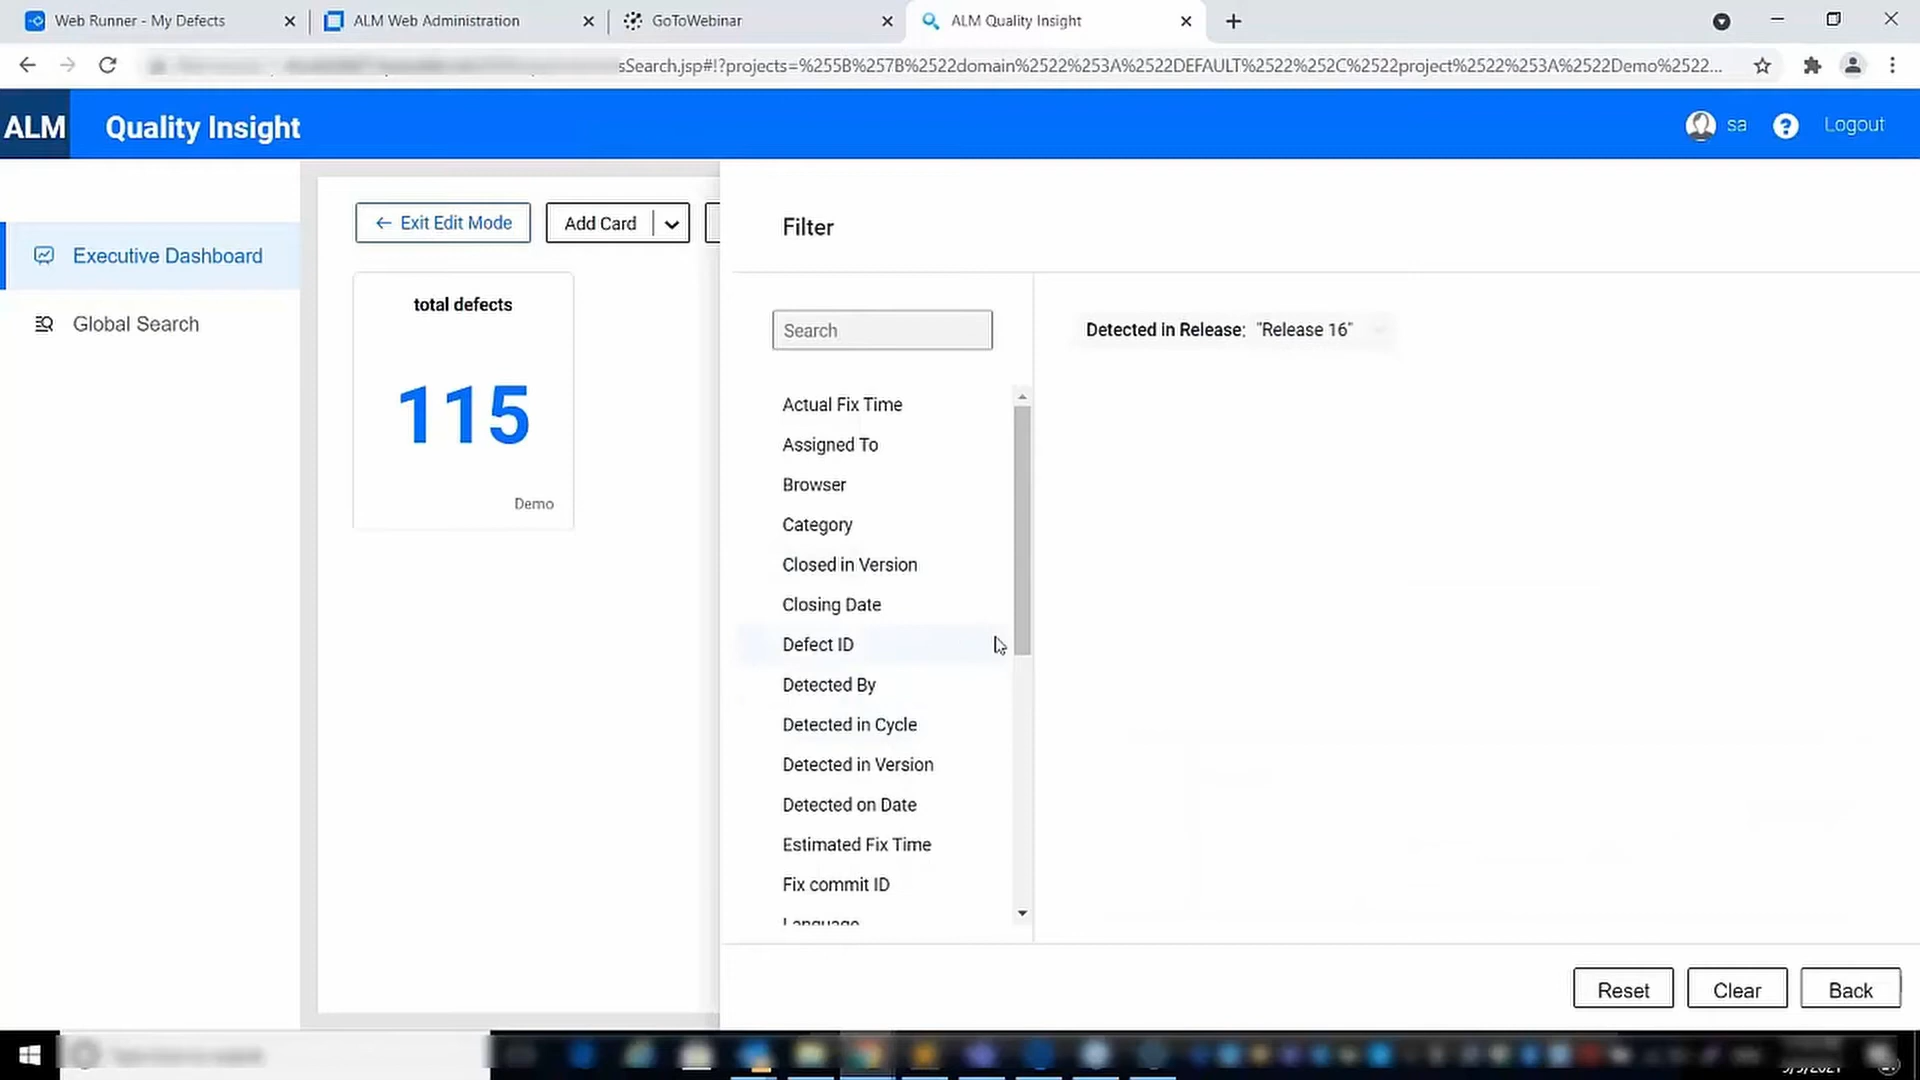 Web Runner - My Defects
ALM Web Administration
GoToWebinar
ALM Quality Insight
sSearch.jsp#!?projects=%255B%257B%2522domain%2522%253A%2522DEFAULT%2522%252C%2522project%2522%253A%2522Demo%2522...
ALM
Quality Insight
sa
?
Logout
Executive Dashboard
Global Search
Exit Edit Mode
Add Card
total defects
115
Demo
Filter
Search
Actual Fix Time
Assigned To
Browser
Category
Closed in Version
Closing Date
Defect ID
Detected By
Detected in Cycle
Detected in Version
Detected on Date
Estimated Fix Time
Fix commit ID
Language
Detected in Release: "Release 16"
Reset
Clear
Back